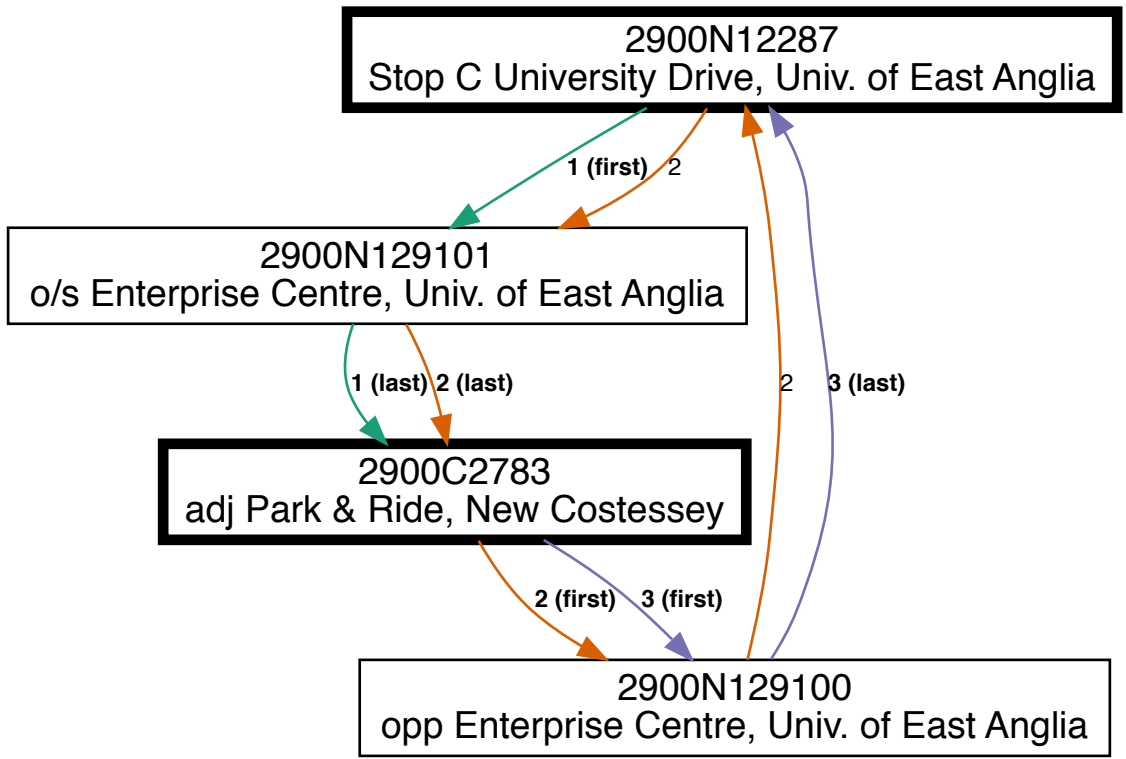 2900N12287
Stop C University Drive, Univ. of East Anglia
1 (first)
2
2900N129101
o/s Enterprise Centre, Univ. of East Anglia
1 (last)
2 (last)
2
3 (last)
2900C2783
adj Park & Ride, New Costessey
2 (first)
3 (first)
2900N129100
opp Enterprise Centre, Univ. of East Anglia